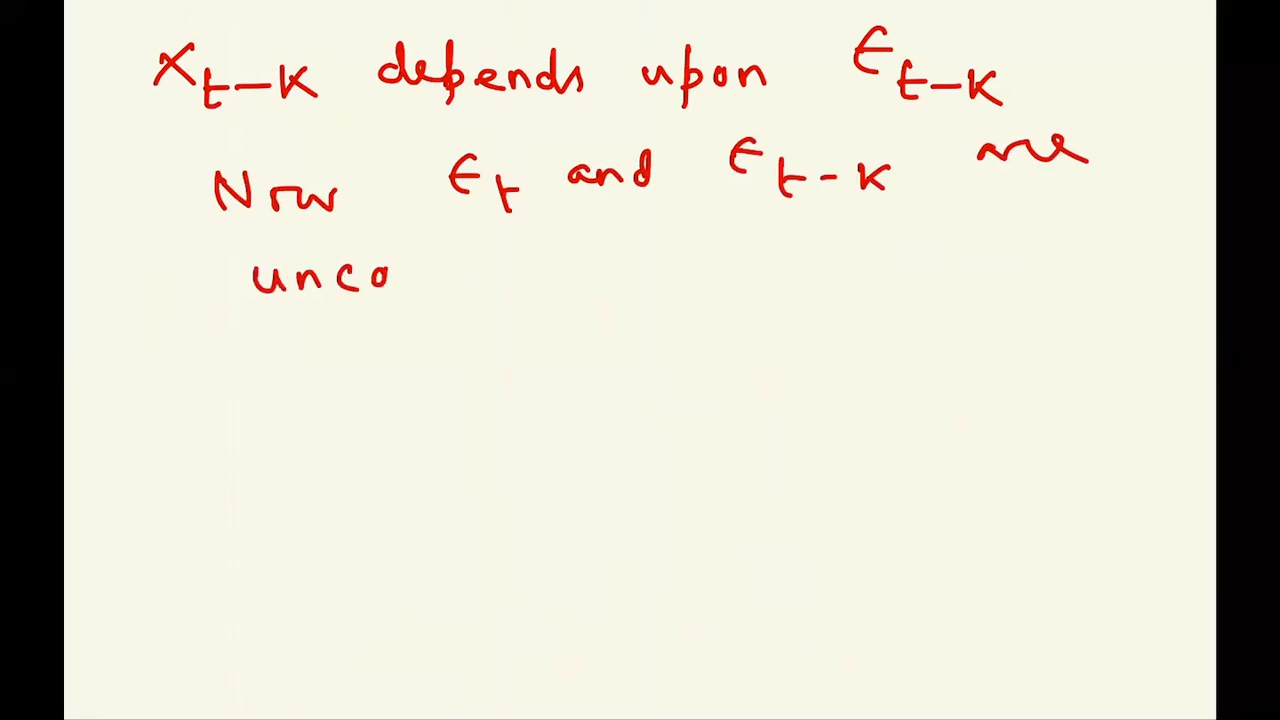 X_{t-K} depends upon ϵ_{t-K}
Now ϵ_t and ϵ_{t-K} are
unco